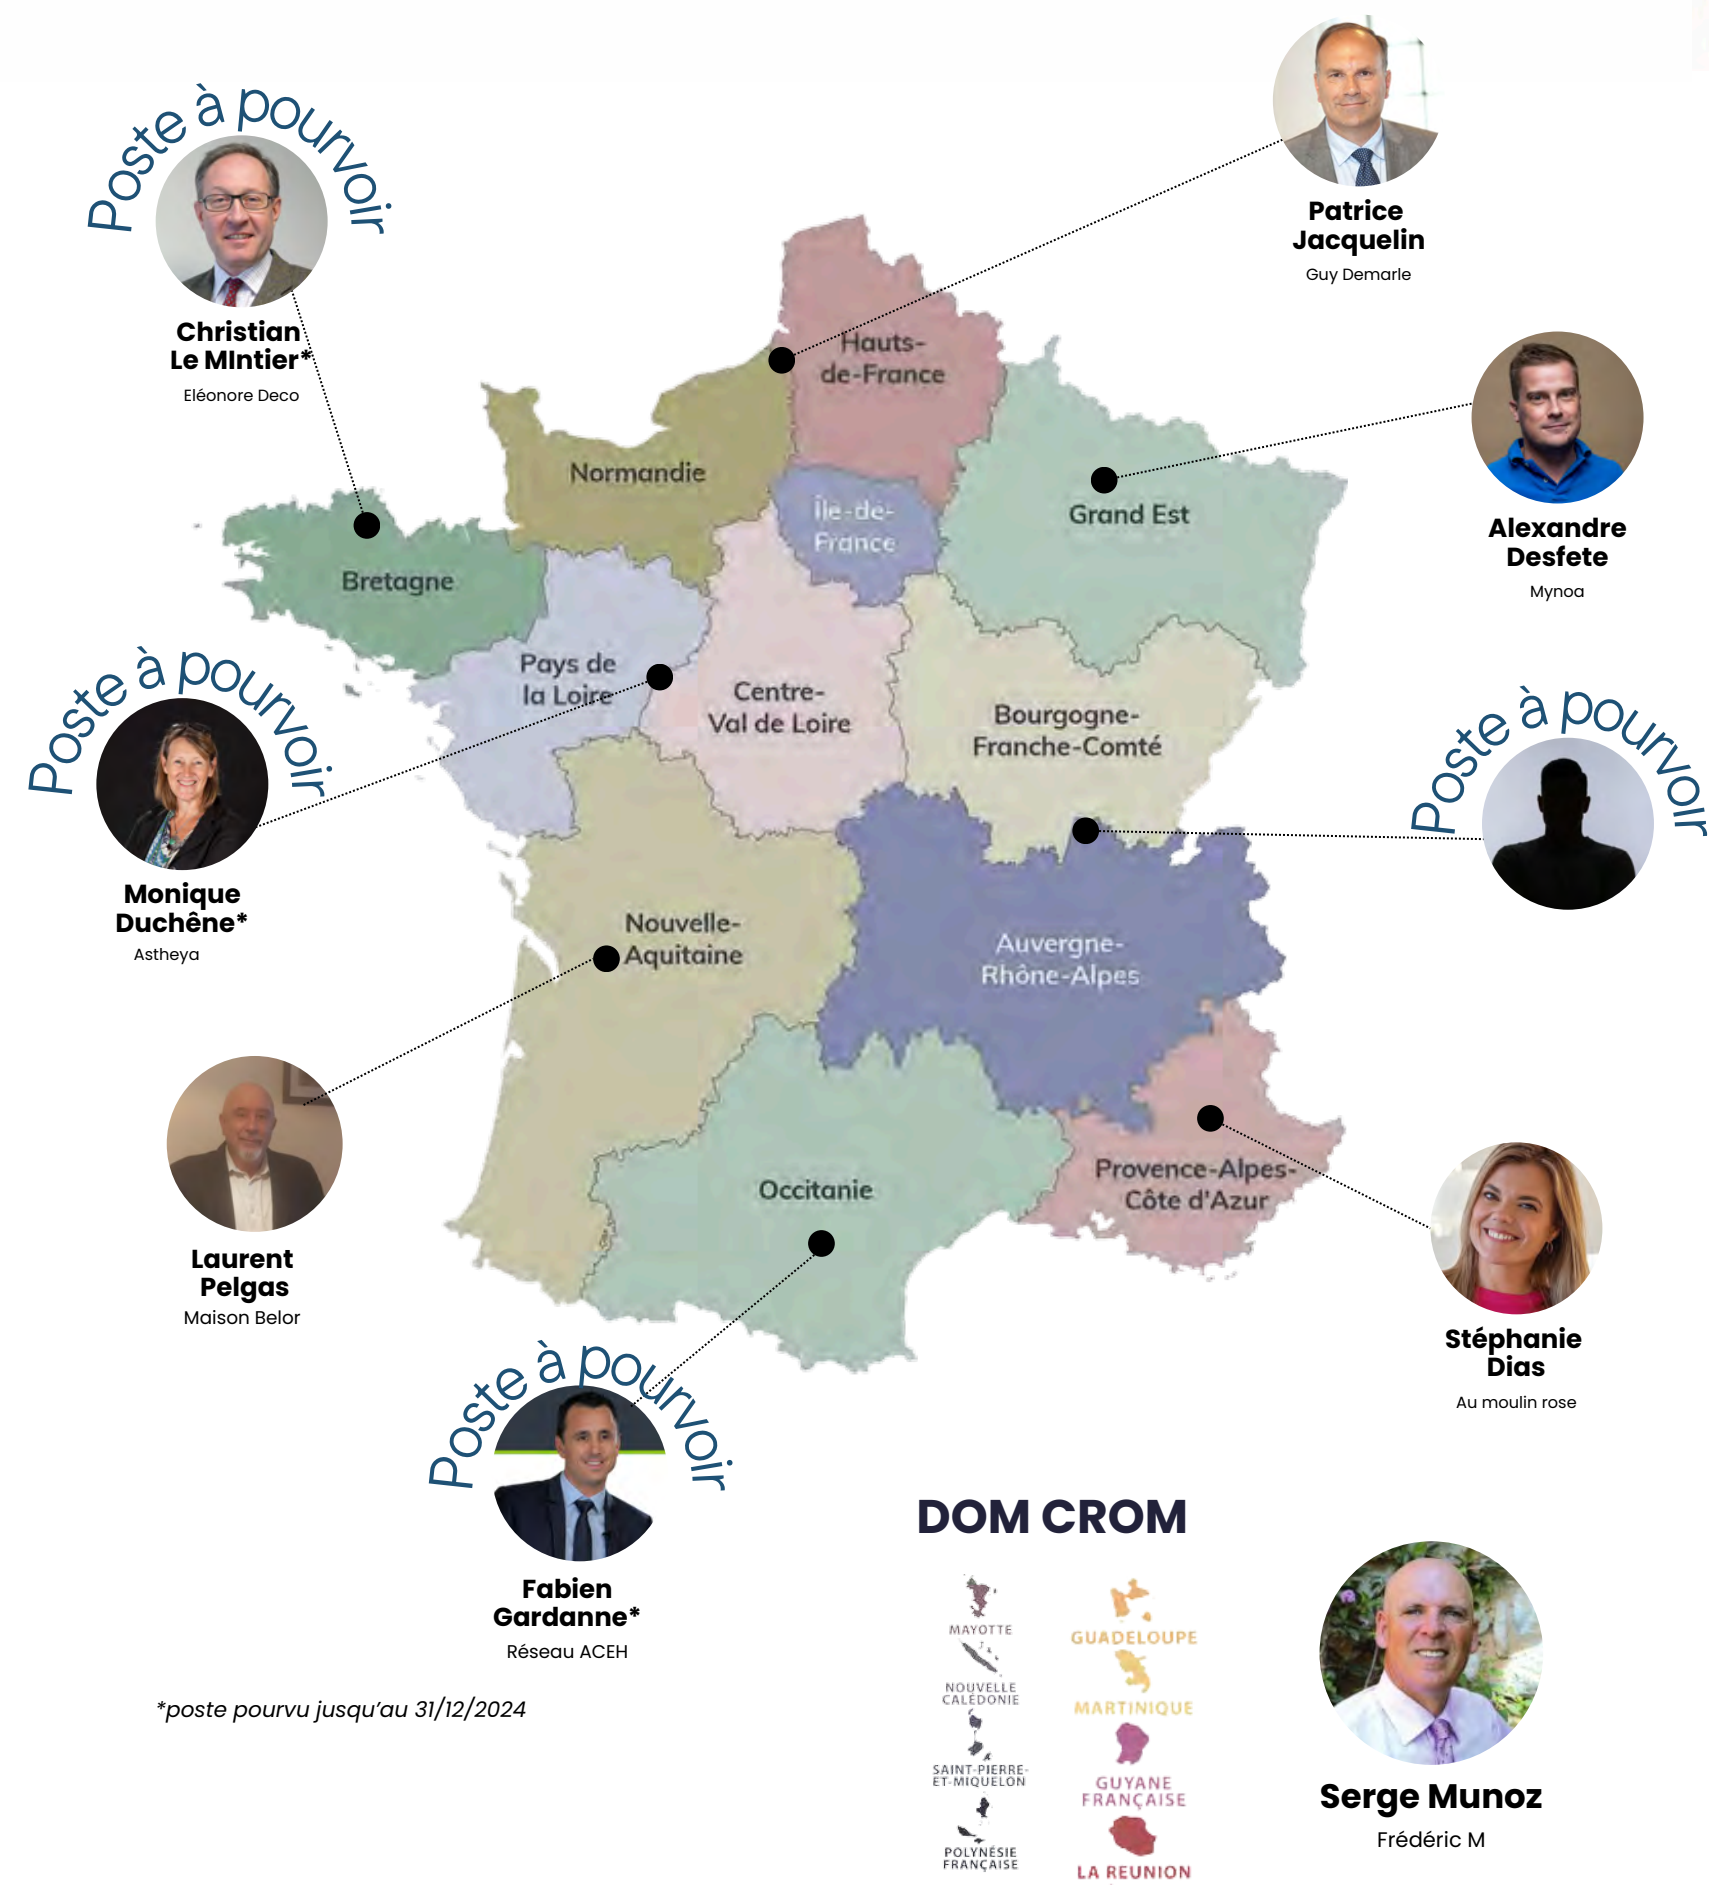 Poste à pourvoir
Christian
Le MIntier*
Eléonore Deco
Patrice
Jacquelin
Guy Demarle
Alexandre
Desfete
Mynoa
Hauts-
de-France
Normandie
Île-de-
France
Grand Est
Bretagne
Pays de
la Loire
Centre-
Val de Loire
Bourgogne-
Franche-Comté
Poste à pourvoir
Monique
Duchêne*
Astheya
Poste à pourvoir
Nouvelle-
Aquitaine
Auvergne-
Rhône-Alpes
Laurent
Pelgas
Maison Belor
Occitanie
Provence-Alpes-
Côte d'Azur
Stéphanie
Dias
Au moulin rose
Poste à pourvoir
Fabien
Gardanne*
Réseau ACEH
*poste pourvu jusqu'au 31/12/2024
DOM CROM
MAYOTTE
GUADELOUPE
NOUVELLE
CALÉDONIE
MARTINIQUE
SAINT-PIERRE-
ET-MIQUELON
GUYANE
FRANÇAISE
POLYNÉSIE
FRANÇAISE
LA REUNION
Serge Munoz
Frédéric M